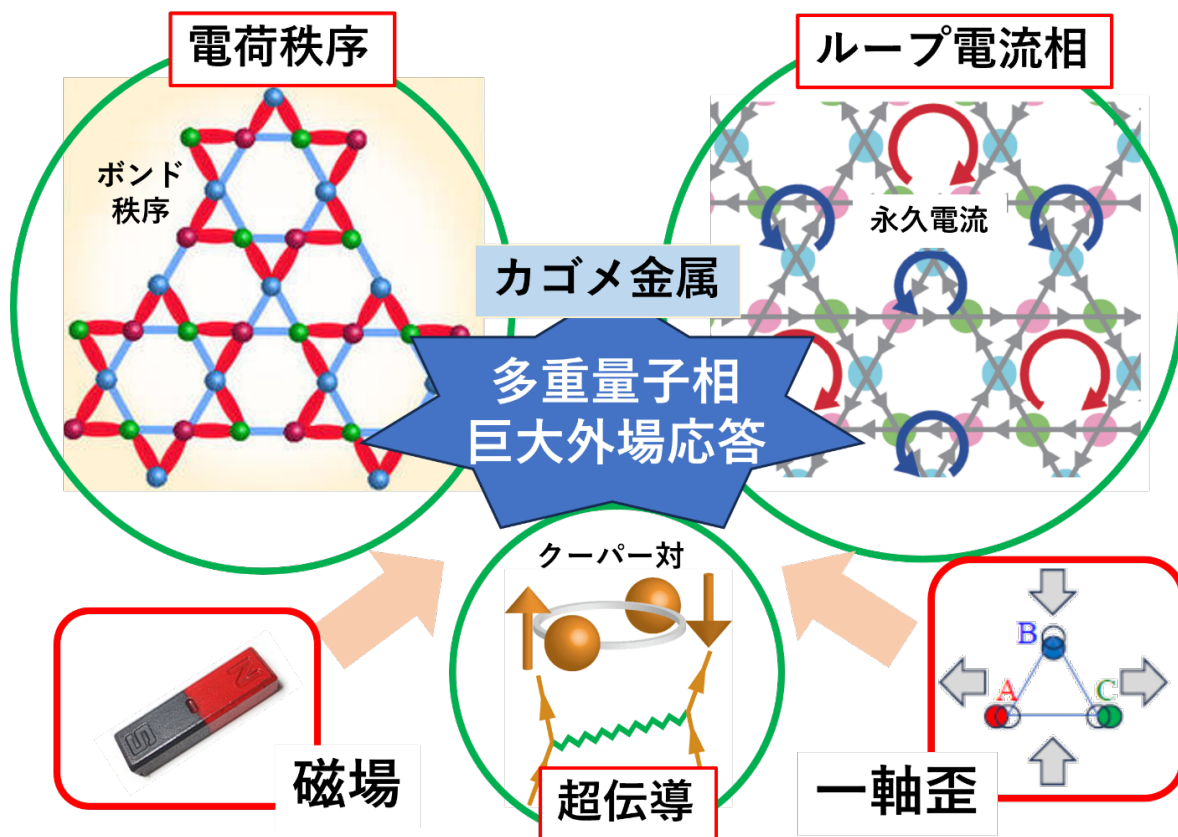 電荷秩序
ループ電流相
ボンド
秩序
永久電流
カゴメ金属
多重量子相
巨大外場応答
クーパー対
B
A
C
N
S
磁場
超伝導
一軸歪